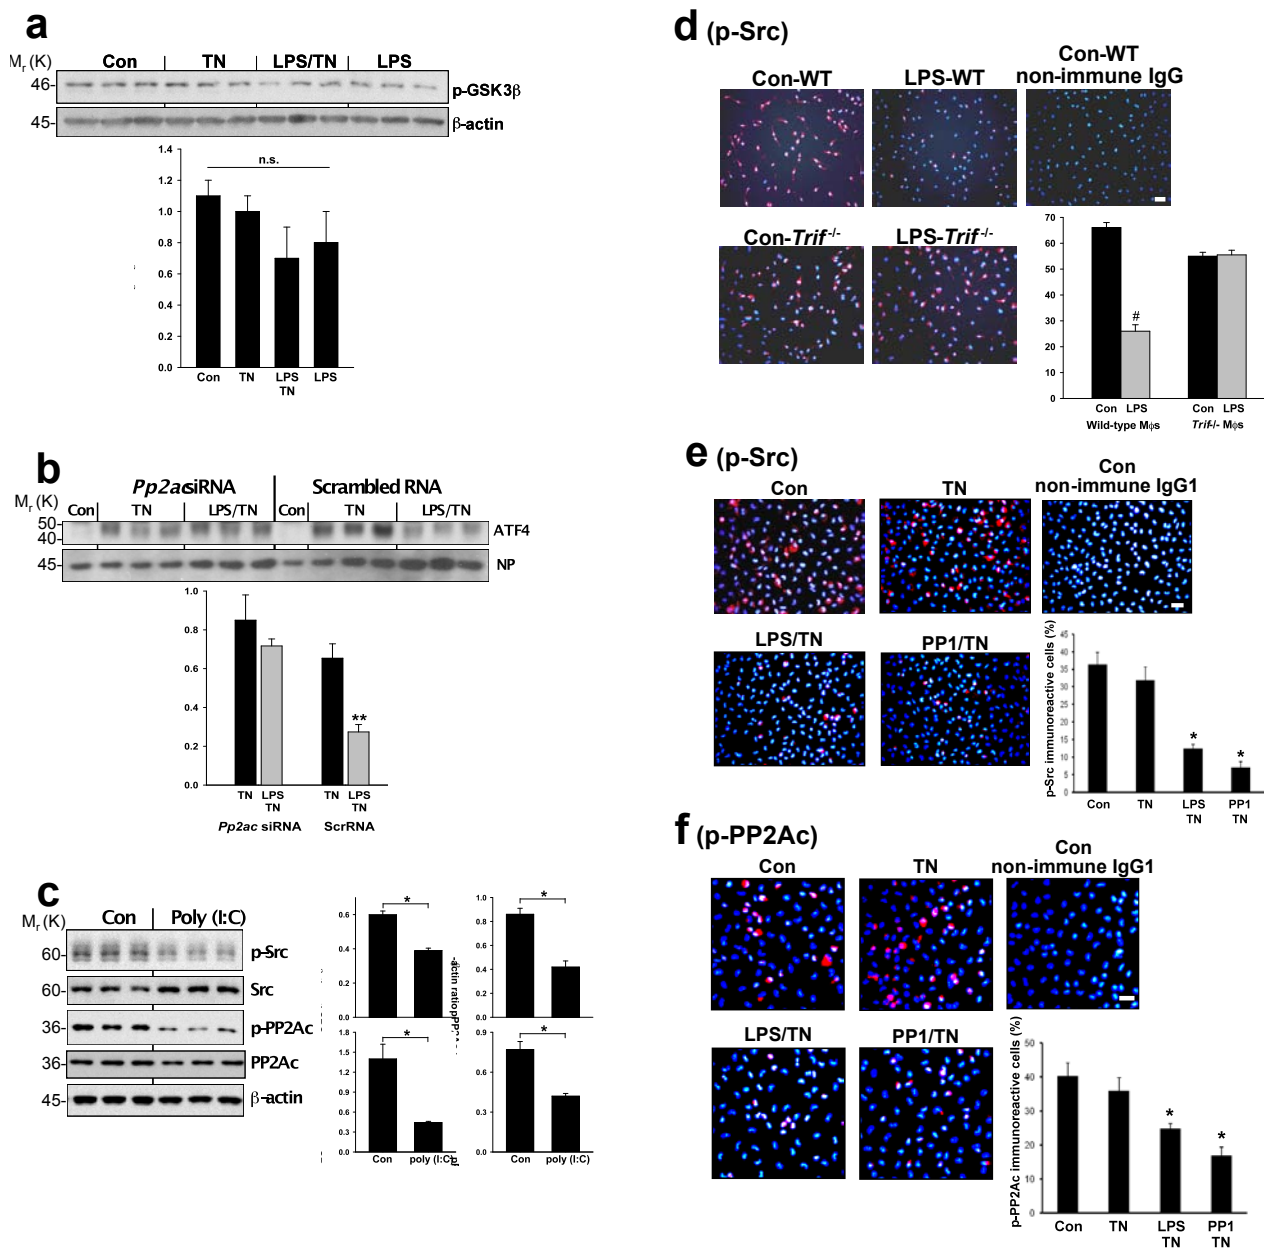 a
Mr (K)
Con TN LPS/TN LPS
46- p-GSK3β
45- β-actin
1.4
1.2
1.0
0.8
0.6
0.4
0.2
0.0
n.s.
Con TN LPS LPS
TN
b
Pp2ac siRNA Scrambled RNA
Mr (K)
Con TN LPS/TN Con TN LPS/TN
50-
40-
ATF4
45- NP
1.0
0.8
0.6
0.4
0.2
0.0
**
TN LPS TN LPS
TN TN
Pp2ac siRNA ScrRNA
c
Mr (K)
Con Poly (I:C)
60- p-Src
60- Src
36- p-PP2Ac
36- PP2Ac
45- β-actin
0.6
0.4
0.2
0.0
*
1.0
0.8
0.6
0.4
0.2
0.0
*
-actin ratio
1.8
1.5
1.2
0.9
0.6
0.3
0.0
*
Con poly (I:C)
0.9
0.6
0.3
0.0
*
Con poly (I:C)
d (p-Src)
Con-WT LPS-WT Con-WT
non-immune IgG
Con-Trif -/- LPS-Trif -/-
70
60
50
40
30
20
10
0
#
Con LPS Con LPS
Wild-type Mϕs Trif-/- Mϕs
e (p-Src)
Con TN Con
non-immune IgG1
LPS/TN PP1/TN
p-Src immunoreactive cells (%)
45
40
35
30
25
20
15
10
5
0
* *
Con TN LPS PP1
TN TN
f (p-PP2Ac)
Con TN Con
non-immune IgG1
LPS/TN PP1/TN
p-PP2Ac immunoreactive cells (%)
50
40
30
20
10
0
* *
Con TN LPS PP1
TN TN